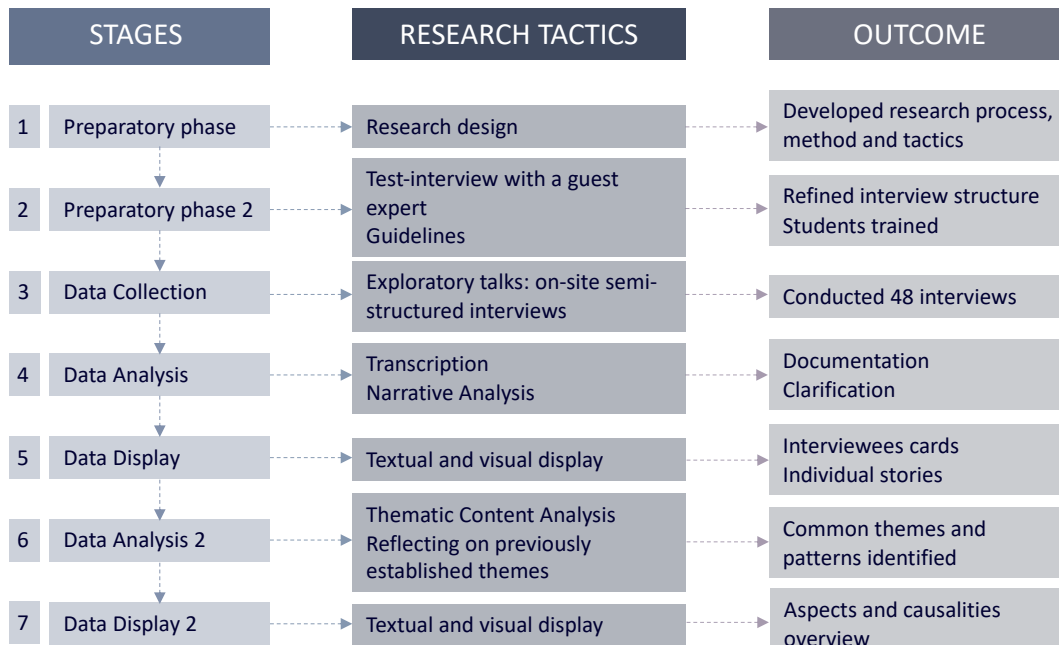 STAGES
RESEARCH TACTICS
OUTCOME
1
Preparatory phase
Research design
Developed research process,
method and tactics
2
Preparatory phase 2
Test-interview with a guest
expert
Guidelines
Refined interview structure
Students trained
3
Data Collection
Exploratory talks: on-site semi-
structured interviews
Conducted 48 interviews
4
Data Analysis
Transcription
Narrative Analysis
Documentation
Clarification
5
Data Display
Textual and visual display
Interviewees cards
Individual stories
6
Data Analysis 2
Thematic Content Analysis
Reflecting on previously
established themes
Common themes and
patterns identified
7
Data Display 2
Textual and visual display
Aspects and causalities
overview